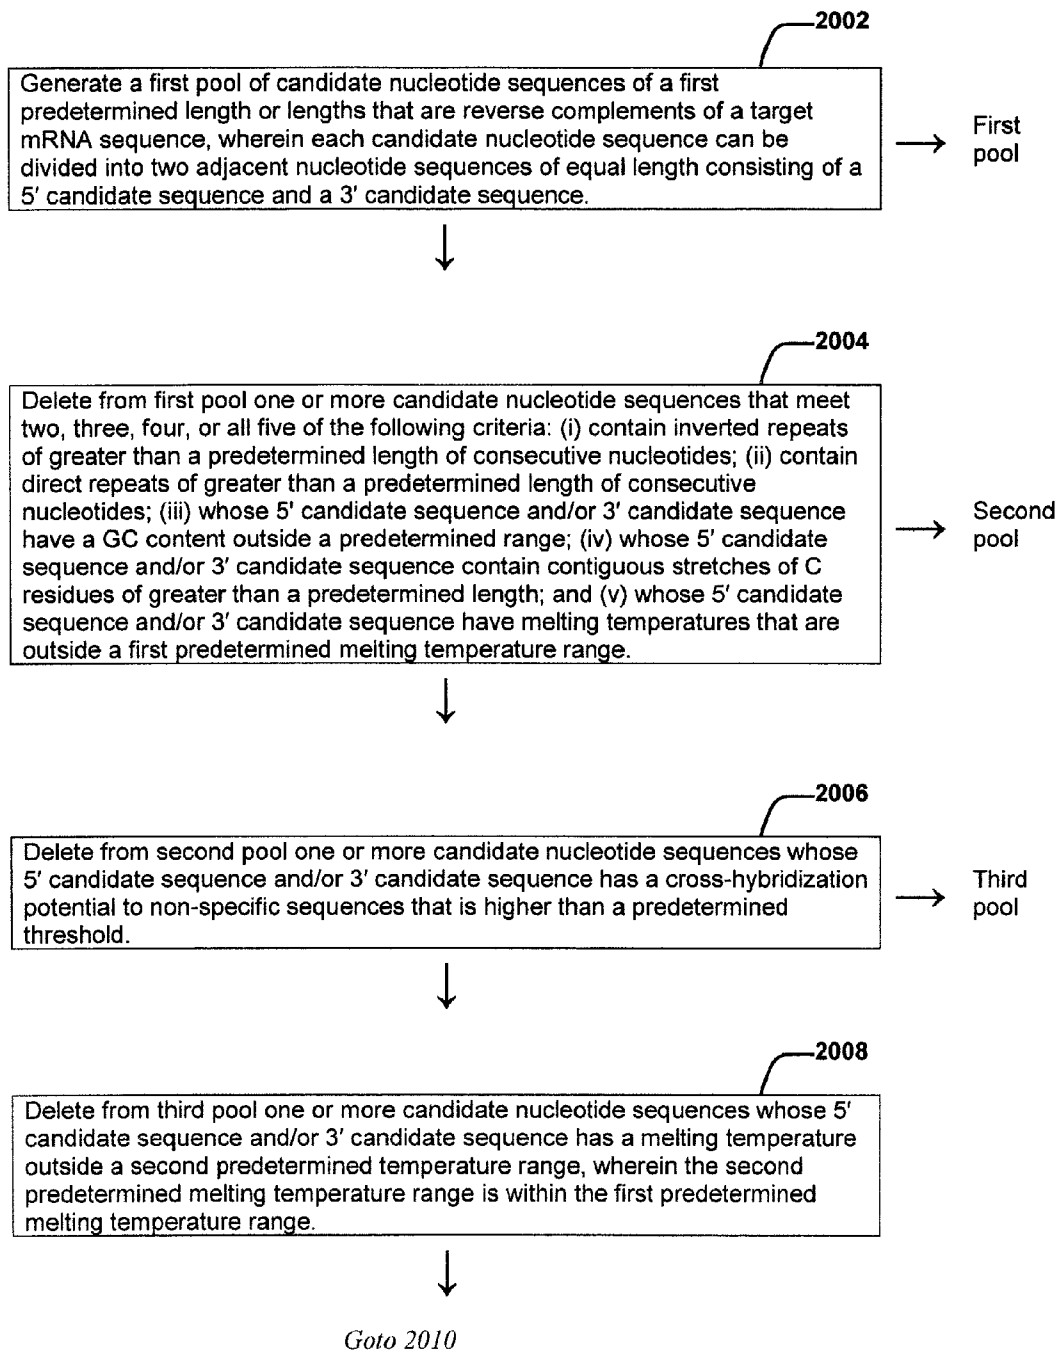 2002
Generate a first pool of candidate nucleotide sequences of a first
predetermined length or lengths that are reverse complements of a target
mRNA sequence, wherein each candidate nucleotide sequence can be
divided into two adjacent nucleotide sequences of equal length consisting of a
5′ candidate sequence and a 3′ candidate sequence.
First
pool
2004
Delete from first pool one or more candidate nucleotide sequences that meet
two, three, four, or all five of the following criteria: (i) contain inverted repeats
of greater than a predetermined length of consecutive nucleotides; (ii) contain
direct repeats of greater than a predetermined length of consecutive
nucleotides; (iii) whose 5′ candidate sequence and/or 3′ candidate sequence
have a GC content outside a predetermined range; (iv) whose 5′ candidate
sequence and/or 3′ candidate sequence contain contiguous stretches of C
residues of greater than a predetermined length; and (v) whose 5′ candidate
sequence and/or 3′ candidate sequence have melting temperatures that are
outside a first predetermined melting temperature range.
Second
pool
2006
Delete from second pool one or more candidate nucleotide sequences whose
5′ candidate sequence and/or 3′ candidate sequence has a cross-hybridization
potential to non-specific sequences that is higher than a predetermined
threshold.
Third
pool
2008
Delete from third pool one or more candidate nucleotide sequences whose 5′
candidate sequence and/or 3′ candidate sequence has a melting temperature
outside a second predetermined temperature range, wherein the second
predetermined melting temperature range is within the first predetermined
melting temperature range.
Goto 2010